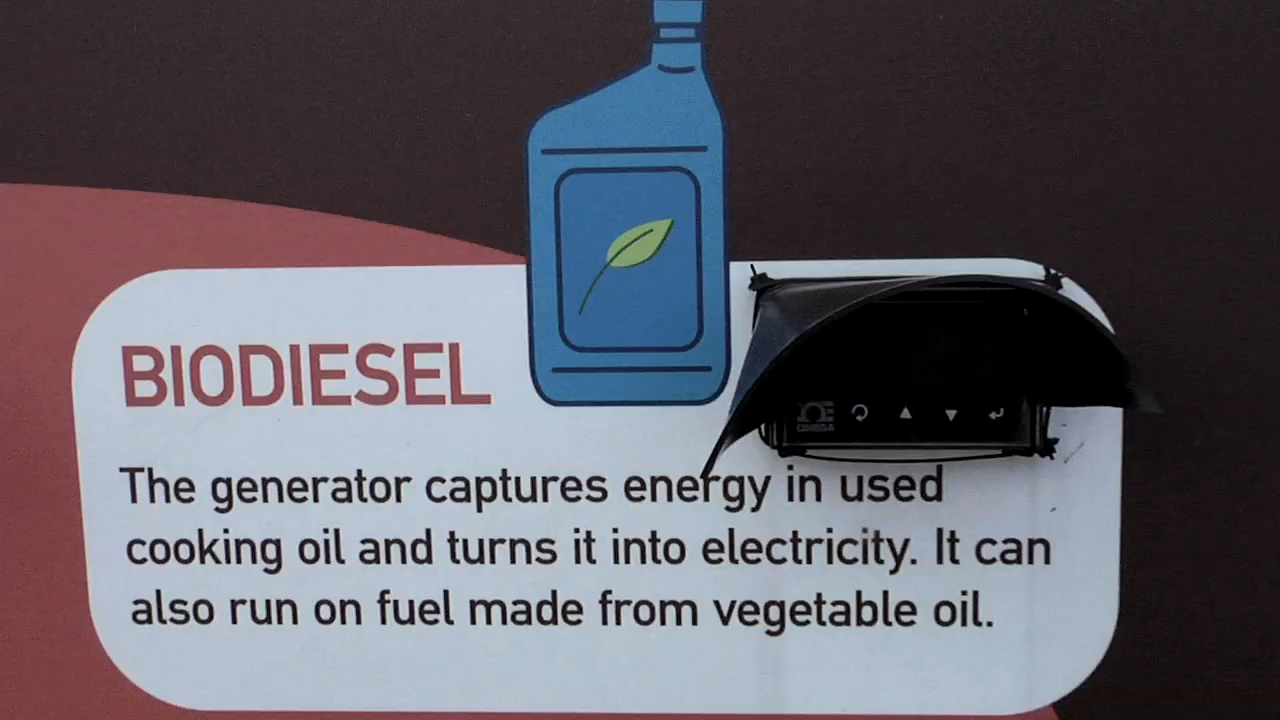 BIODIESEL
OMEGA
The generator captures energy in used
cooking oil and turns it into electricity. It can
also run on fuel made from vegetable oil.